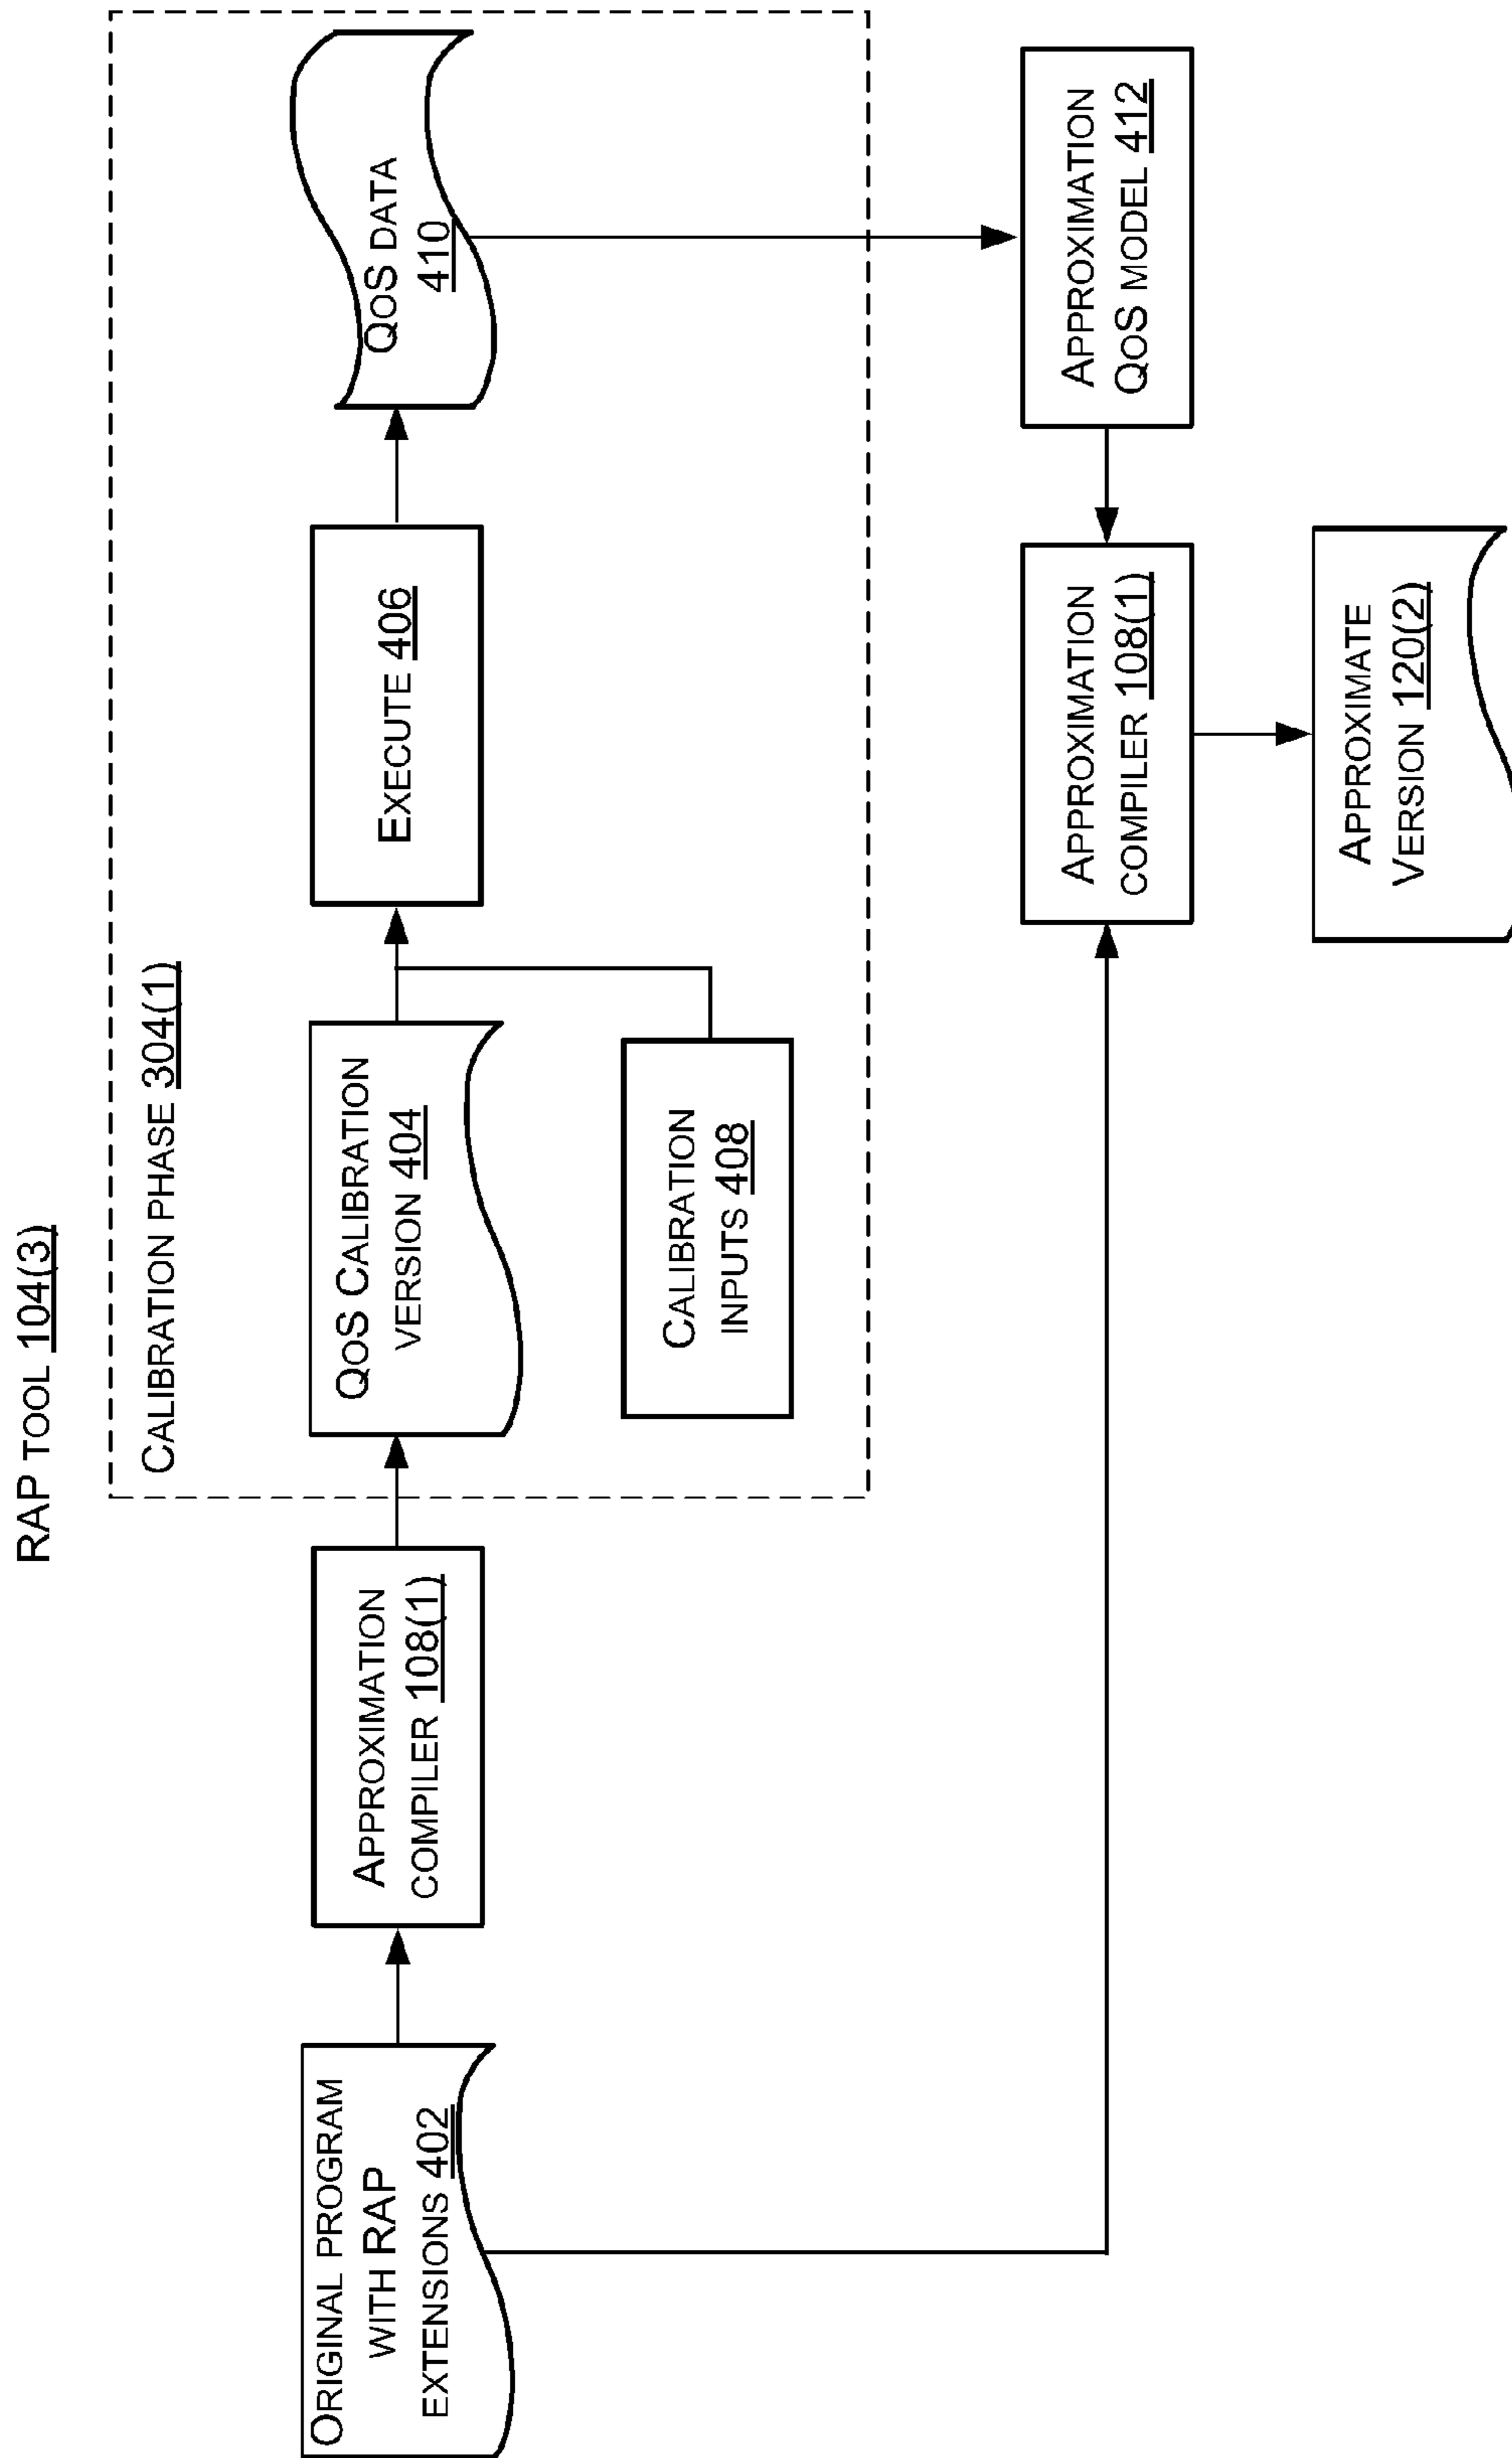 RAP TOOL 104(3)
CALIBRATION PHASE 304(1)
ORIGINAL PROGRAM
WITH RAP
EXTENSIONS 402
APPROXIMATION
COMPILER 108(1)
QOS CALIBRATION
VERSION 404
CALIBRATION
INPUTS 408
EXECUTE 406
QOS DATA
410
APPROXIMATION
QOS MODEL 412
APPROXIMATION
COMPILER 108(1)
APPROXIMATE
VERSION 120(2)